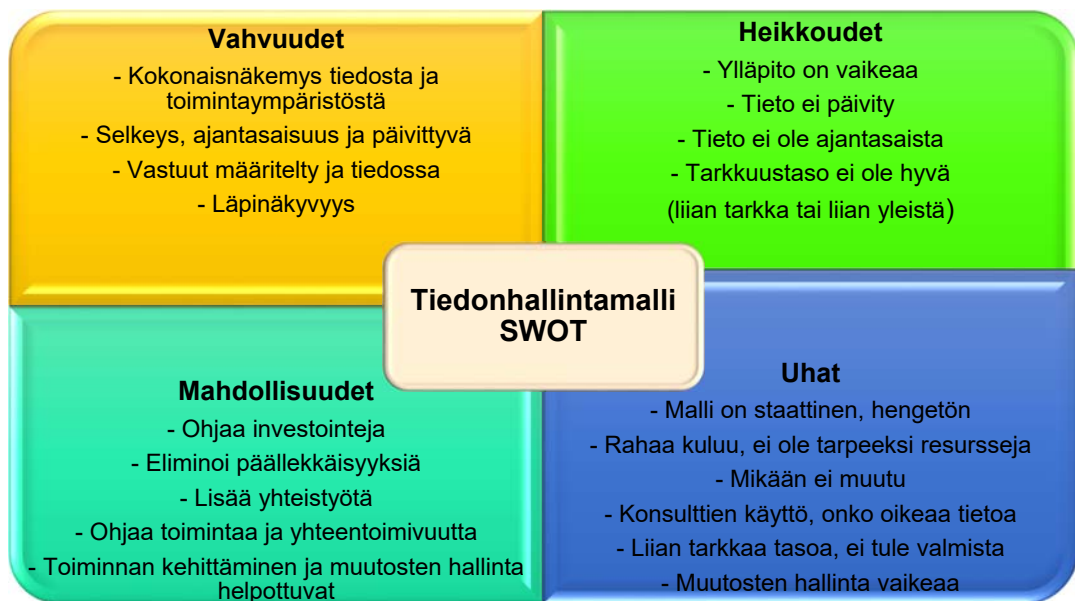 Vahvuudet
- Kokonaisnäkemys tiedosta ja
toimintaympäristöstä
- Selkeys, ajantasaisuus ja päivittyvä
- Vastuut määritelty ja tiedossa
- Läpinäkyvyys
Heikkoudet
- Ylläpito on vaikeaa
- Tieto ei päivity
- Tieto ei ole ajantasaista
- Tarkkuustaso ei ole hyvä
(liian tarkka tai liian yleistä)
Tiedonhallintamalli
SWOT
Mahdollisuudet
- Ohjaa investointeja
- Eliminoi päällekkäisyyksiä
- Lisää yhteistyötä
- Ohjaa toimintaa ja yhteentoimivuutta
- Toiminnan kehittäminen ja muutosten hallinta
helpottuvat
Uhat
- Malli on staattinen, hengetön
- Rahaa kuluu, ei ole tarpeeksi resursseja
- Mikään ei muutu
- Konsulttien käyttö, onko oikeaa tietoa
- Liian tarkkaa tasoa, ei tule valmista
- Muutosten hallinta vaikeaa